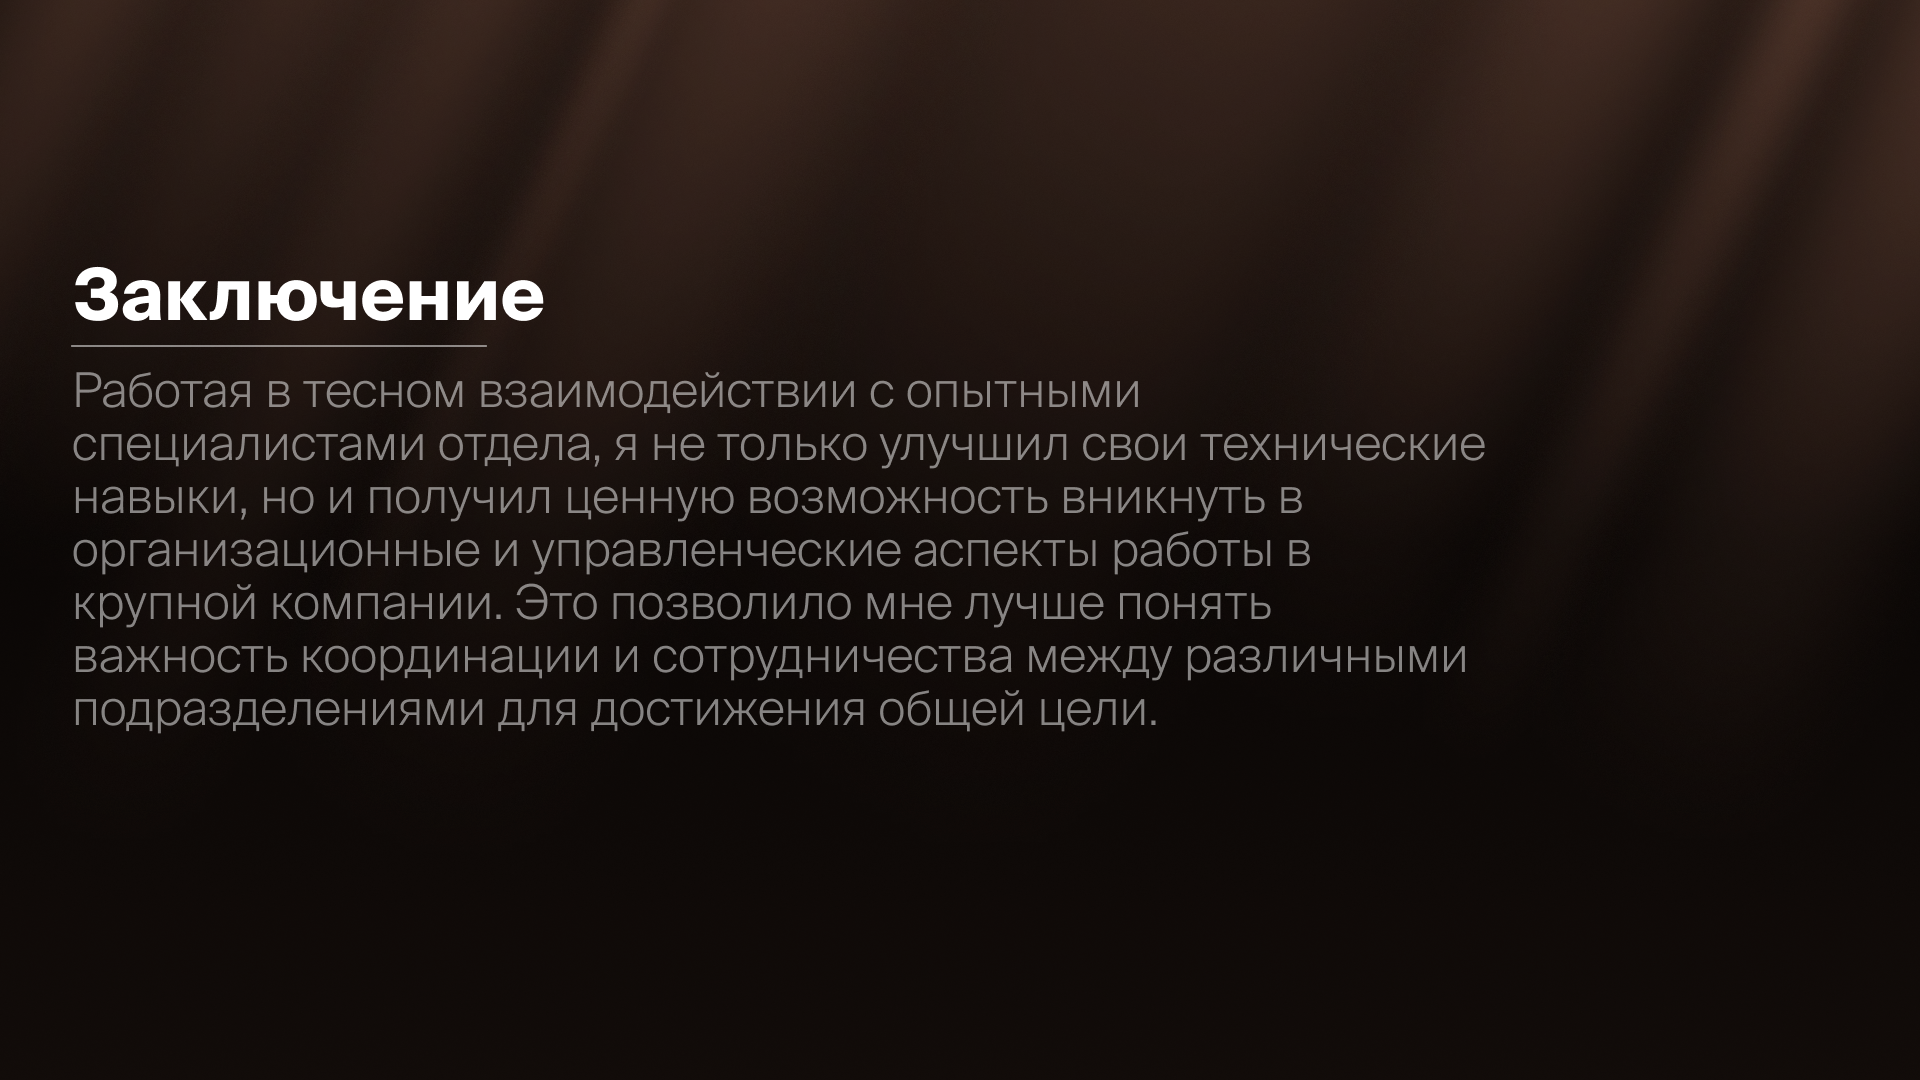 Заключение
Работая в тесном взаимодействии с опытными
специалистами отдела, я не только улучшил свои технические
навыки, но и получил ценную возможность вникнуть в
организационные и управленческие аспекты работы в
крупной компании. Это позволило мне лучше понять
важность координации и сотрудничества между различными
подразделениями для достижения общей цели.